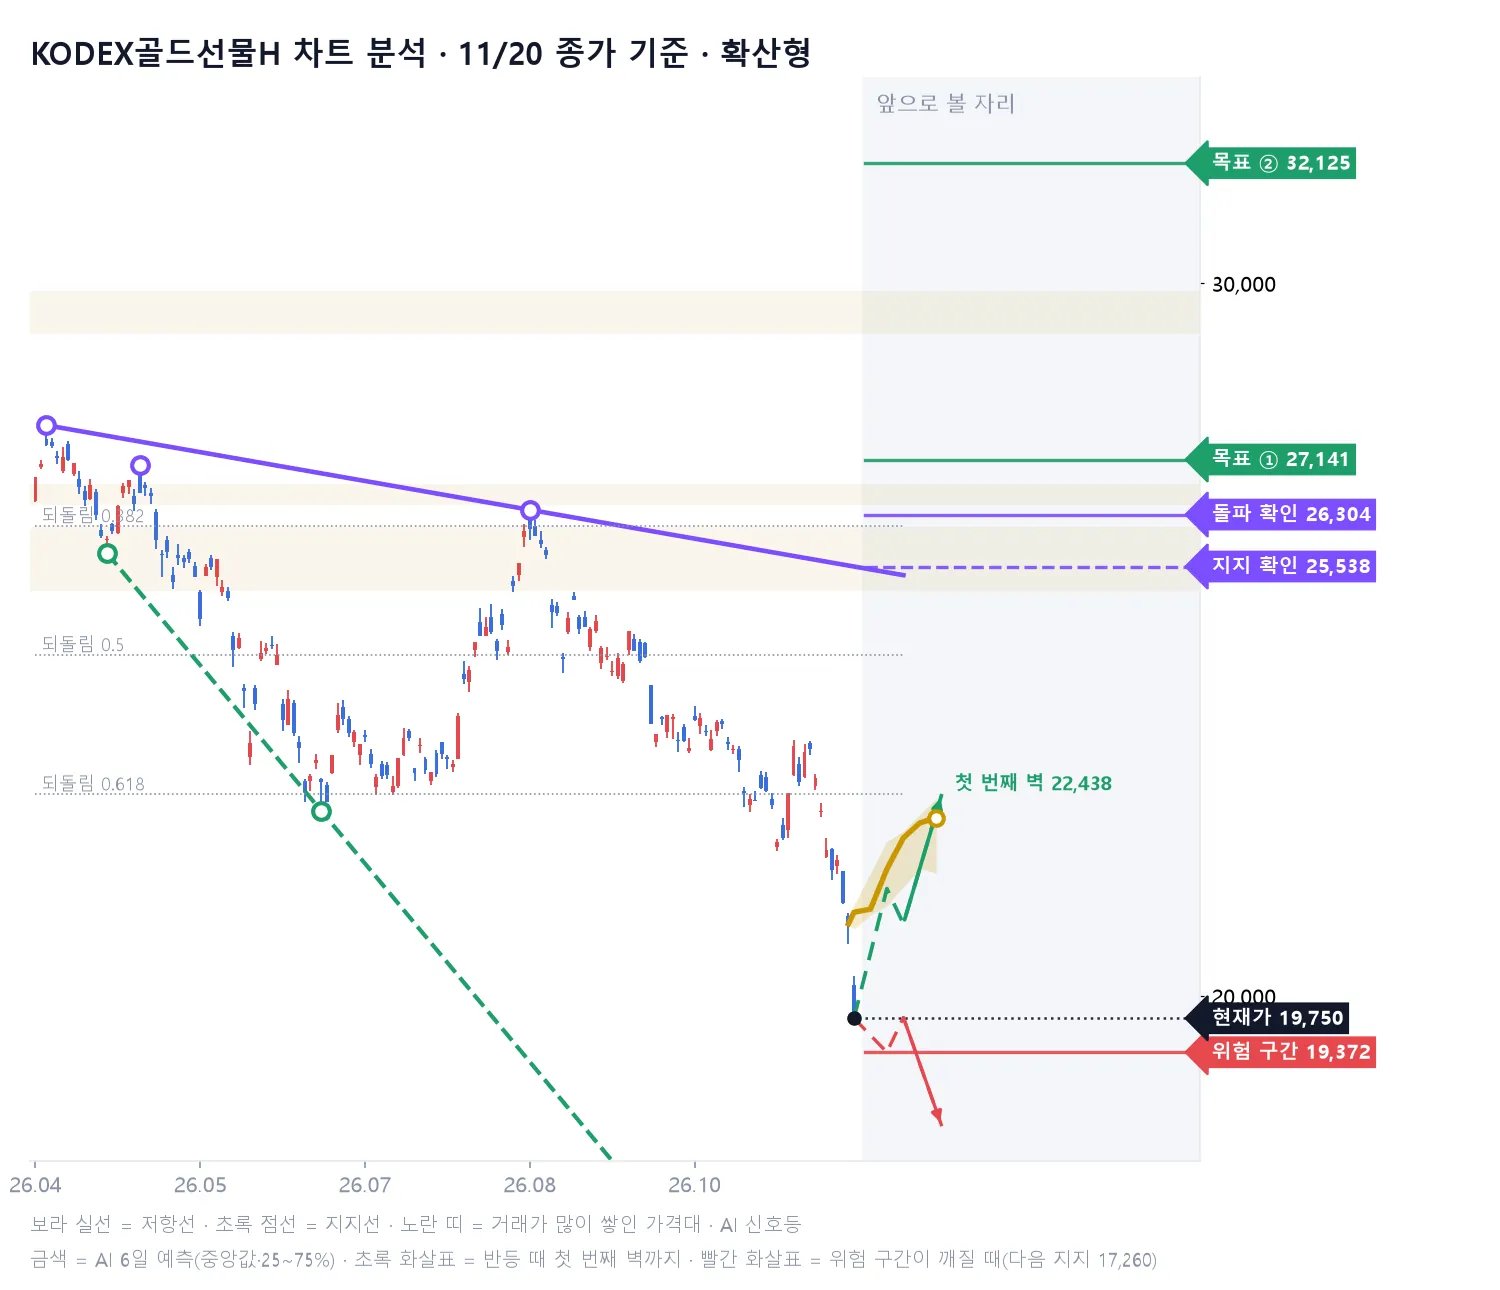 KODEX골드선물H 차트 분석 · 11/20 종가 기준 · 확산형
앞으로 볼 자리
목표 ② 32,125
30,000
목표 ① 27,141
돌파 확인 26,304
되돌림 0.382
지지 확인 25,538
되돌림 0.5
되돌림 0.618
첫 번째 벽 22,438
20,000
현재가 19,750
위험 구간 19,372
26.04 26.05 26.07 26.08 26.10
보라 실선 = 저항선 · 초록 점선 = 지지선 · 노란 띠 = 거래가 많이 쌓인 가격대 · AI 신호등
금색 = AI 6일 예측(중앙값·25~75%) · 초록 화살표 = 반등 때 첫 번째 벽까지 · 빨간 화살표 = 위험 구간이 깨질 때(다음 지지 17,260)